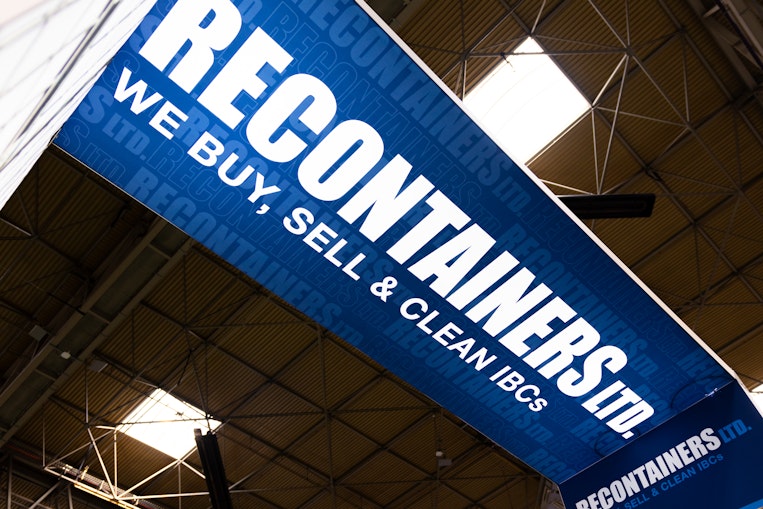 RECONTAINERS LTD.
WE BUY, SELL & CLEAN IBCs
RECONTAINERS LTD.
SELL & CLEAN IBCs